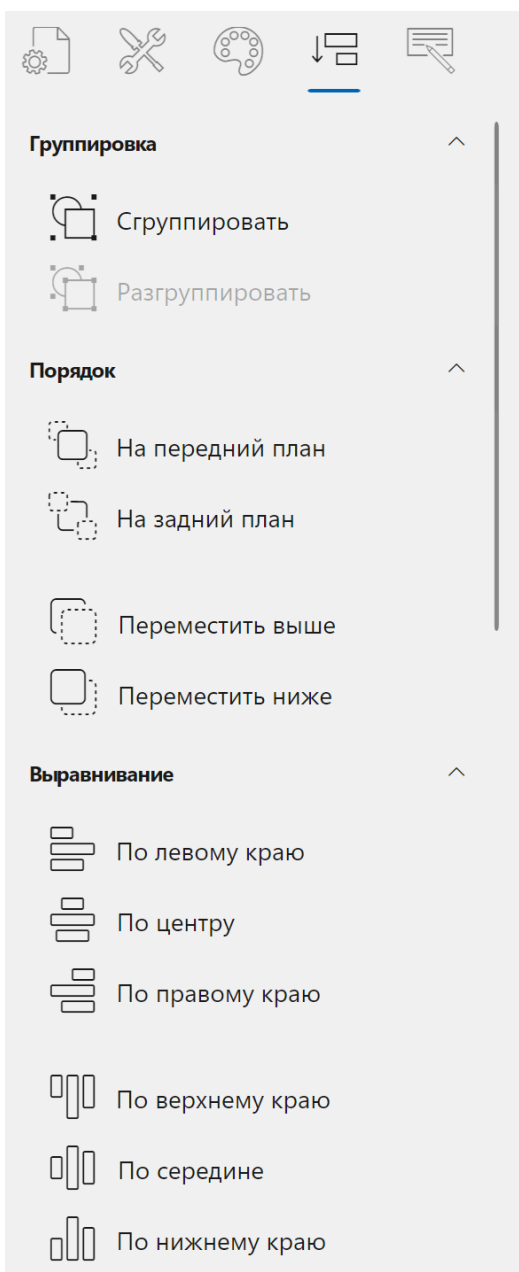 Группировка
Сгруппировать
Разгруппировать
Порядок
На передний план
На задний план
Переместить выше
Переместить ниже
Выравнивание
По левому краю
По центру
По правому краю
По верхнему краю
По середине
По нижнему краю